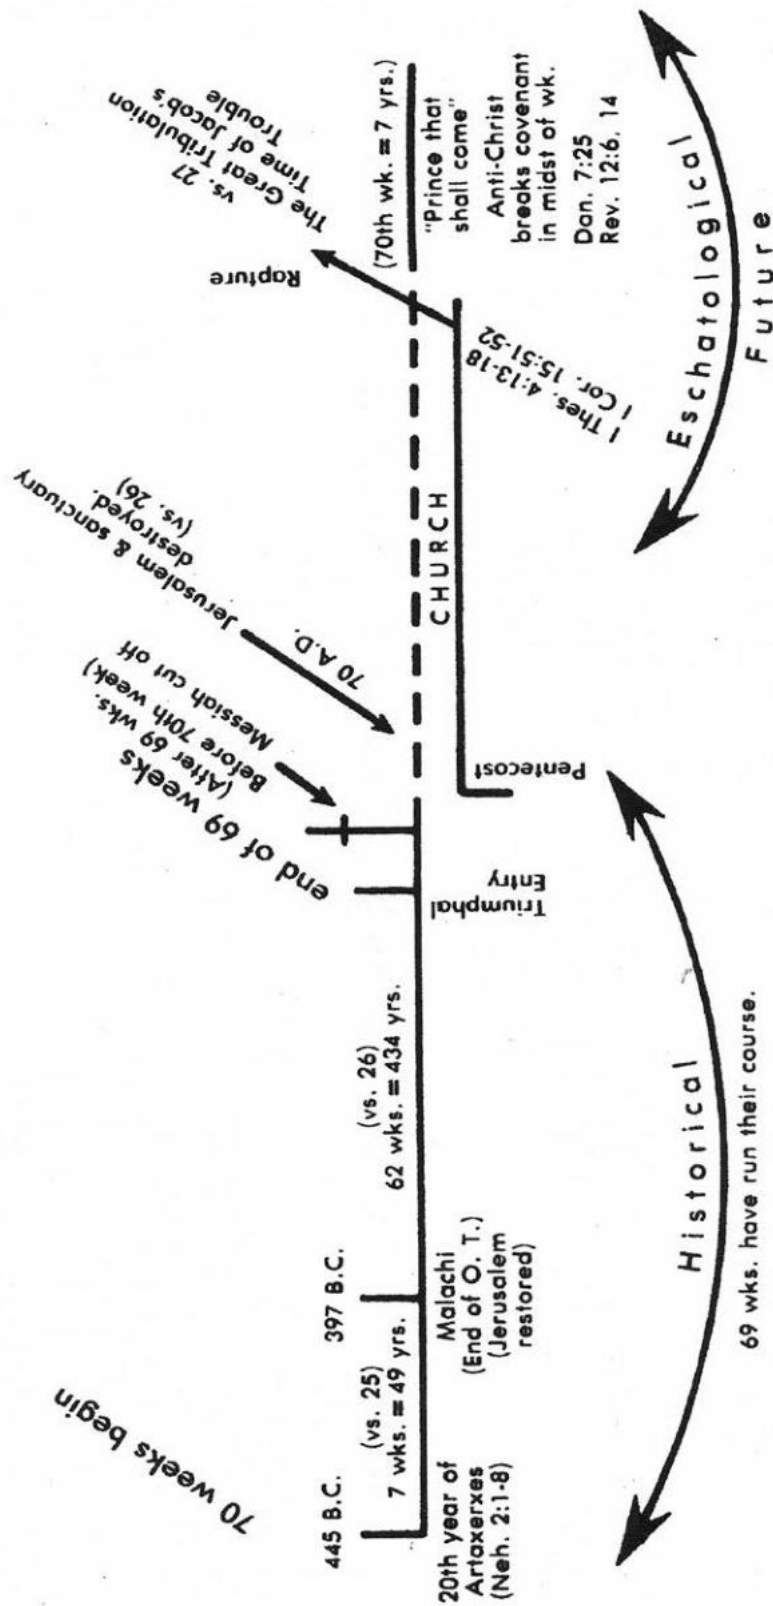 70 weeks begin
445 B.C.
(vs. 25)
7 wks. = 49 yrs.
20th year of
Artaxerxes
(Neh. 2:1-8)
397 B.C.
Malachi
(End of O. T.)
(Jerusalem
restored)
(vs. 26)
62 wks. = 434 yrs.
end of 69 weeks
(After 69 wks.
Before 70th week)
Messiah cut off
Triumphal
Entry
Pentecost
Jerusalem & sanctuary
destroyed.
(vs. 26)
70 A.D.
CHURCH
I Thes. 4:13-18
I Cor. 15:51-52
Rapture
vs. 27
The Great Tribulation
Time of Jacob's
Trouble
(70th wk. = 7 yrs.)
"Prince that
shall come"
Anti-Christ
breaks covenant
in midst of wk.
Dan. 7:25
Rev. 12:6, 14
Historical
69 wks. have run their course.
Eschatological
Future